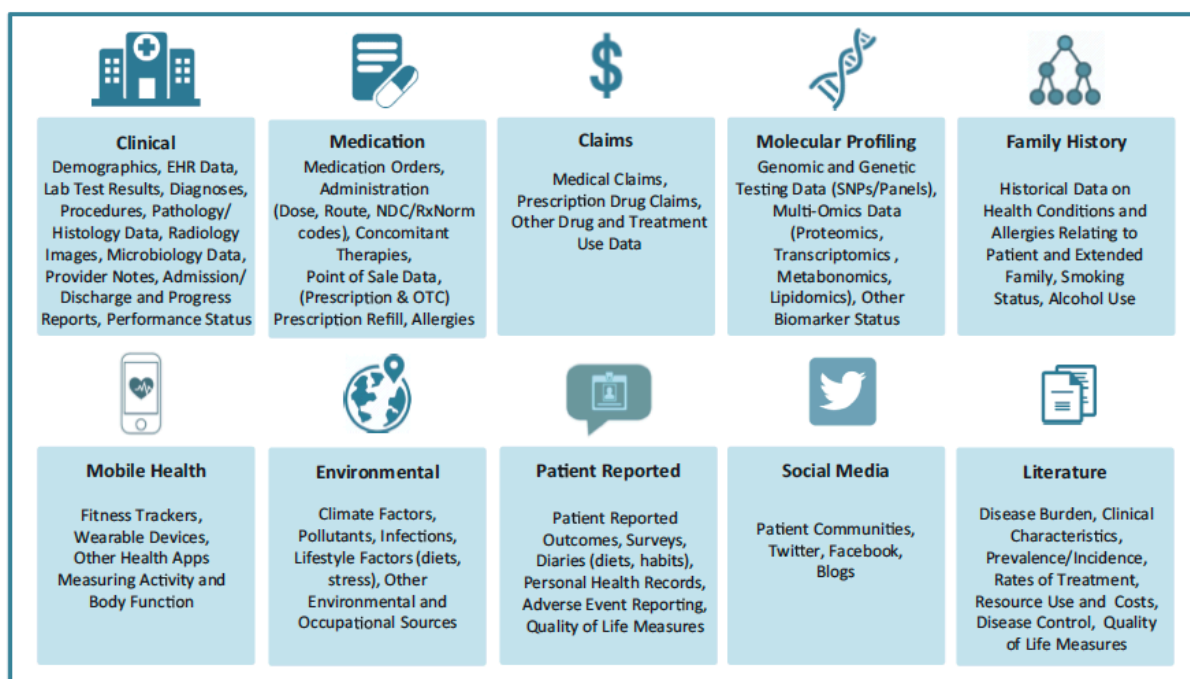 Clinical
Demographics, EHR Data,
Lab Test Results, Diagnoses,
Procedures, Pathology/
Histology Data, Radiology
Images, Microbiology Data,
Provider Notes, Admission/
Discharge and Progress
Reports, Performance Status
Medication
Medication Orders,
Administration
(Dose, Route, NDC/RxNorm
codes), Concomitant
Therapies,
Point of Sale Data,
(Prescription & OTC)
Prescription Refill, Allergies
Claims
Medical Claims,
Prescription Drug Claims,
Other Drug and Treatment
Use Data
Molecular Profiling
Genomic and Genetic
Testing Data (SNPs/Panels),
Multi-Omics Data
(Proteomics,
Transcriptomics ,
Metabonomics,
Lipidomics), Other
Biomarker Status
Family History
Historical Data on
Health Conditions and
Allergies Relating to
Patient and Extended
Family, Smoking
Status, Alcohol Use
Mobile Health
Fitness Trackers,
Wearable Devices,
Other Health Apps
Measuring Activity and
Body Function
Environmental
Climate Factors,
Pollutants, Infections,
Lifestyle Factors (diets,
stress), Other
Environmental and
Occupational Sources
Patient Reported
Patient Reported
Outcomes, Surveys,
Diaries (diets, habits),
Personal Health Records,
Adverse Event Reporting,
Quality of Life Measures
Social Media
Patient Communities,
Twitter, Facebook,
Blogs
Literature
Disease Burden, Clinical
Characteristics,
Prevalence/Incidence,
Rates of Treatment,
Resource Use and Costs,
Disease Control, Quality
of Life Measures